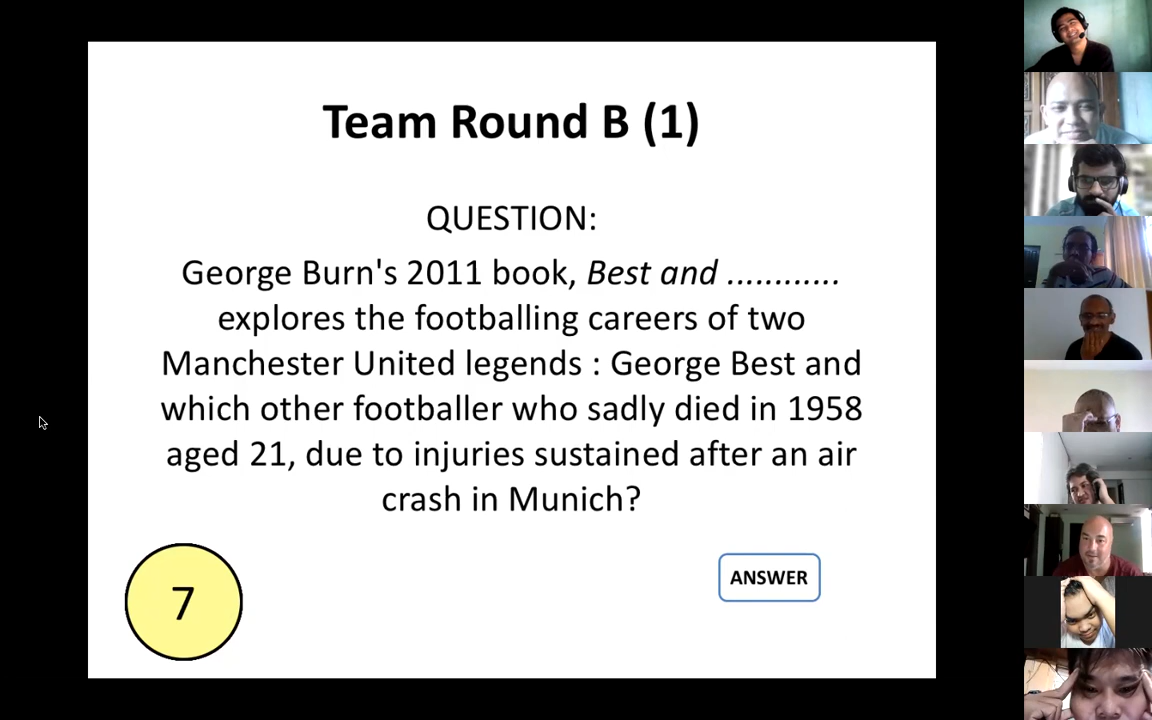 Team Round B (1)
QUESTION:
George Burn's 2011 book, Best and ............
explores the footballing careers of two
Manchester United legends : George Best and
which other footballer who sadly died in 1958
aged 21, due to injuries sustained after an air
crash in Munich?
7
ANSWER